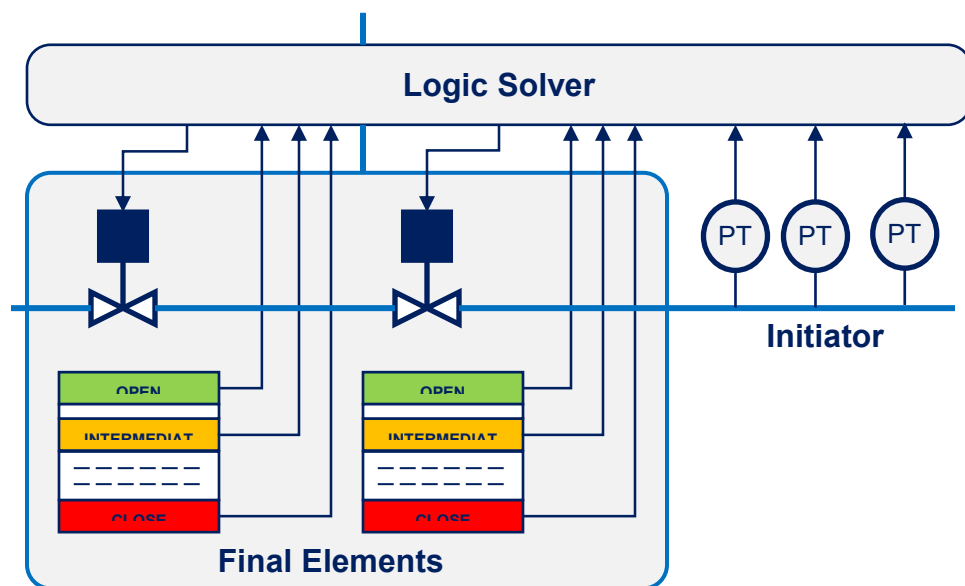 Logic Solver
PT
PT
PT
Initiator
OPEN
OPEN
INTERMEDIAT
INTERMEDIAT
CLOSE
CLOSE
Final Elements